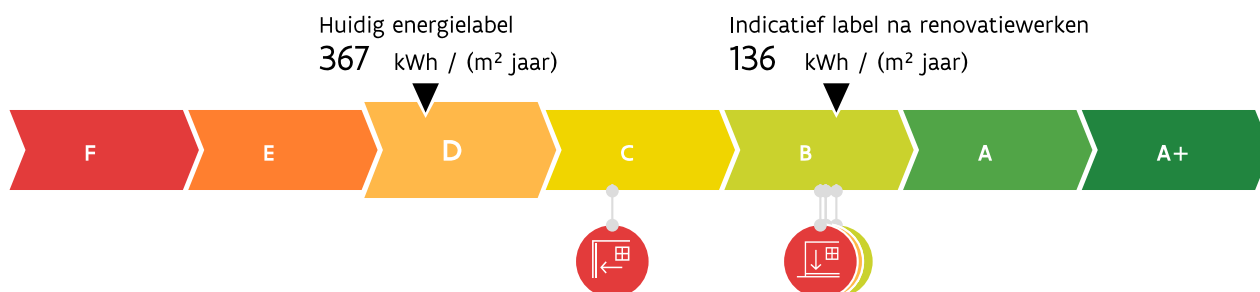 Huidig energielabel
367 kWh / (m² jaar)
Indicatief label na renovatiewerken
136 kWh / (m² jaar)
F E D C B A A+